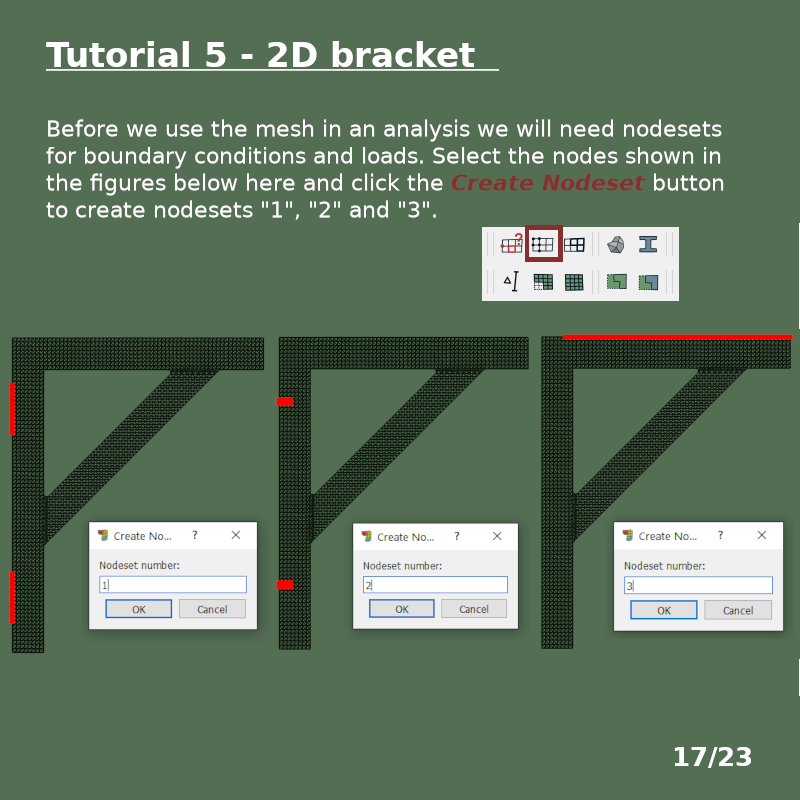 Tutorial 5 - 2D bracket
Before we use the mesh in an analysis we will need nodesets
for boundary conditions and loads. Select the nodes shown in
the figures below here and click the Create Nodeset button
to create nodesets "1", "2" and "3".
?
Create No... ?
Nodeset number:
1
OK Cancel
Create No... ?
Nodeset number:
2
OK Cancel
Create No... ?
Nodeset number:
3
OK Cancel
17/23